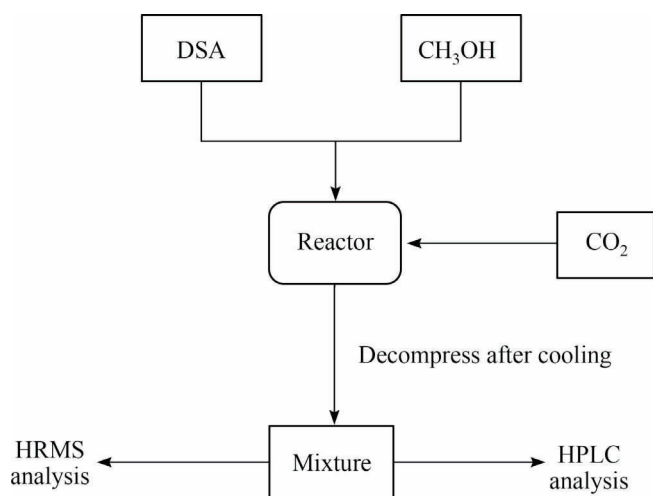 DSA
CH₃OH
Reactor
CO₂
Decompress after cooling
HRMS
analysis
Mixture
HPLC
analysis